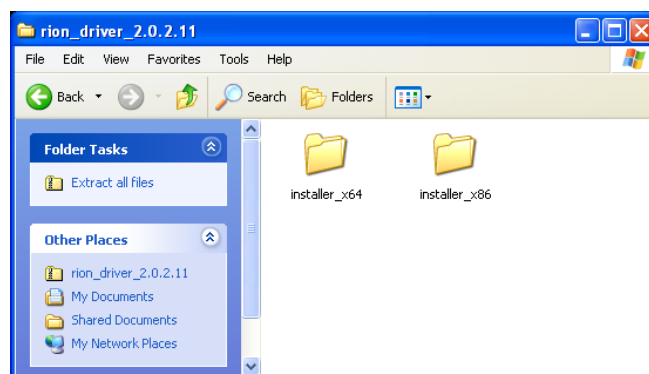 rion_driver_2.0.2.11
File Edit View Favorites Tools Help
Back Search Folders
Folder Tasks
Extract all files
Other Places
rion_driver_2.0.2.11
My Documents
Shared Documents
My Network Places
installer_x64 installer_x86